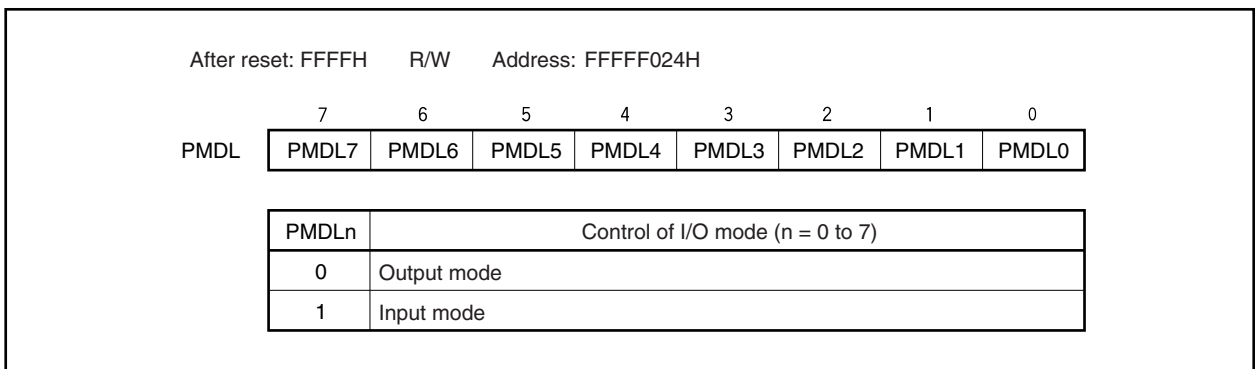 After reset: FFFFH R/W Address: FFFFF024H
7 6 5 4 3 2 1 0
PMDL PMDL7 PMDL6 PMDL5 PMDL4 PMDL3 PMDL2 PMDL1 PMDL0
PMDLn Control of I/O mode (n = 0 to 7)
0 Output mode
1 Input mode